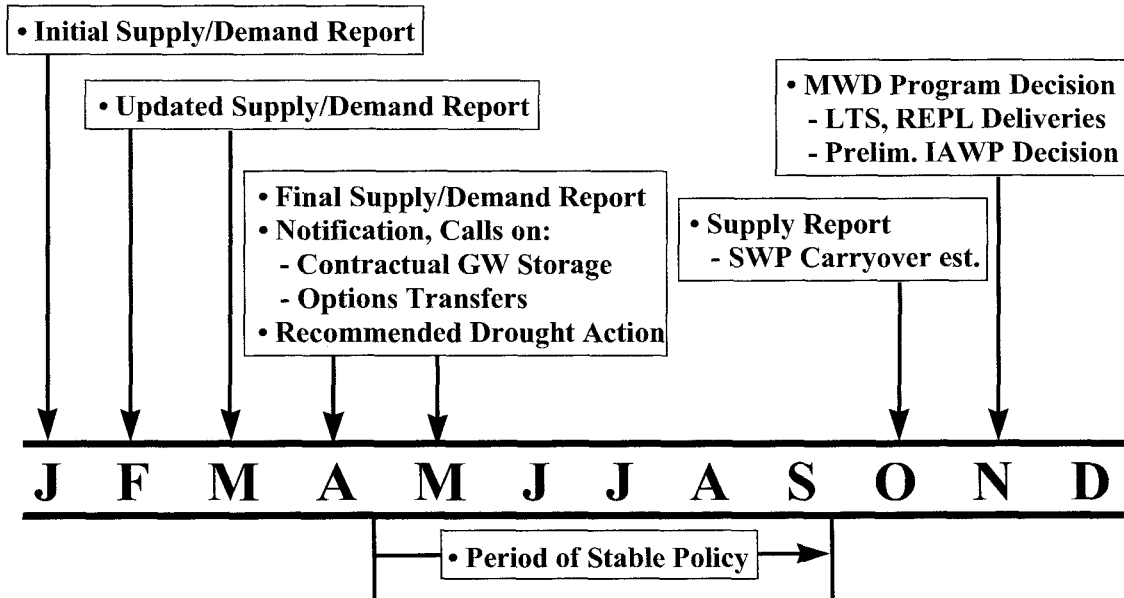 • Initial Supply/Demand Report
• Updated Supply/Demand Report
• MWD Program Decision
- LTS, REPL Deliveries
- Prelim. IAWP Decision
• Final Supply/Demand Report
• Notification, Calls on:
- Contractual GW Storage
- Options Transfers
• Recommended Drought Action
• Supply Report
- SWP Carryover est.
J F M A M J J A S O N D
• Period of Stable Policy